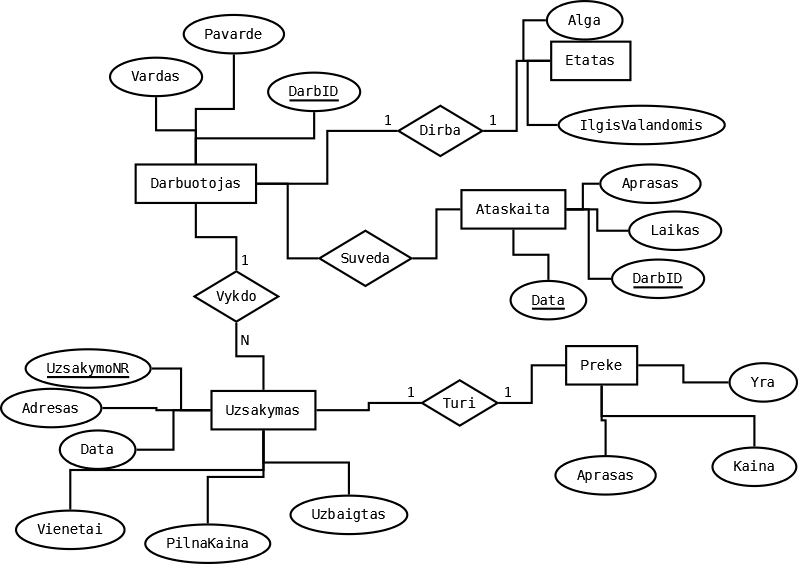 Alga
Pavarde
Etatas
Vardas
DarbID
1
Dirba
1
IlgisValandomis
Darbuotojas
Aprasas
Ataskaita
Laikas
Suveda
1
DarbID
Vykdo
Data
N
UzsakymoNR
Preke
Yra
1
Turi
1
Adresas
Uzsakymas
Data
Aprasas
Kaina
Vienetai
Uzbaigtas
PilnaKaina